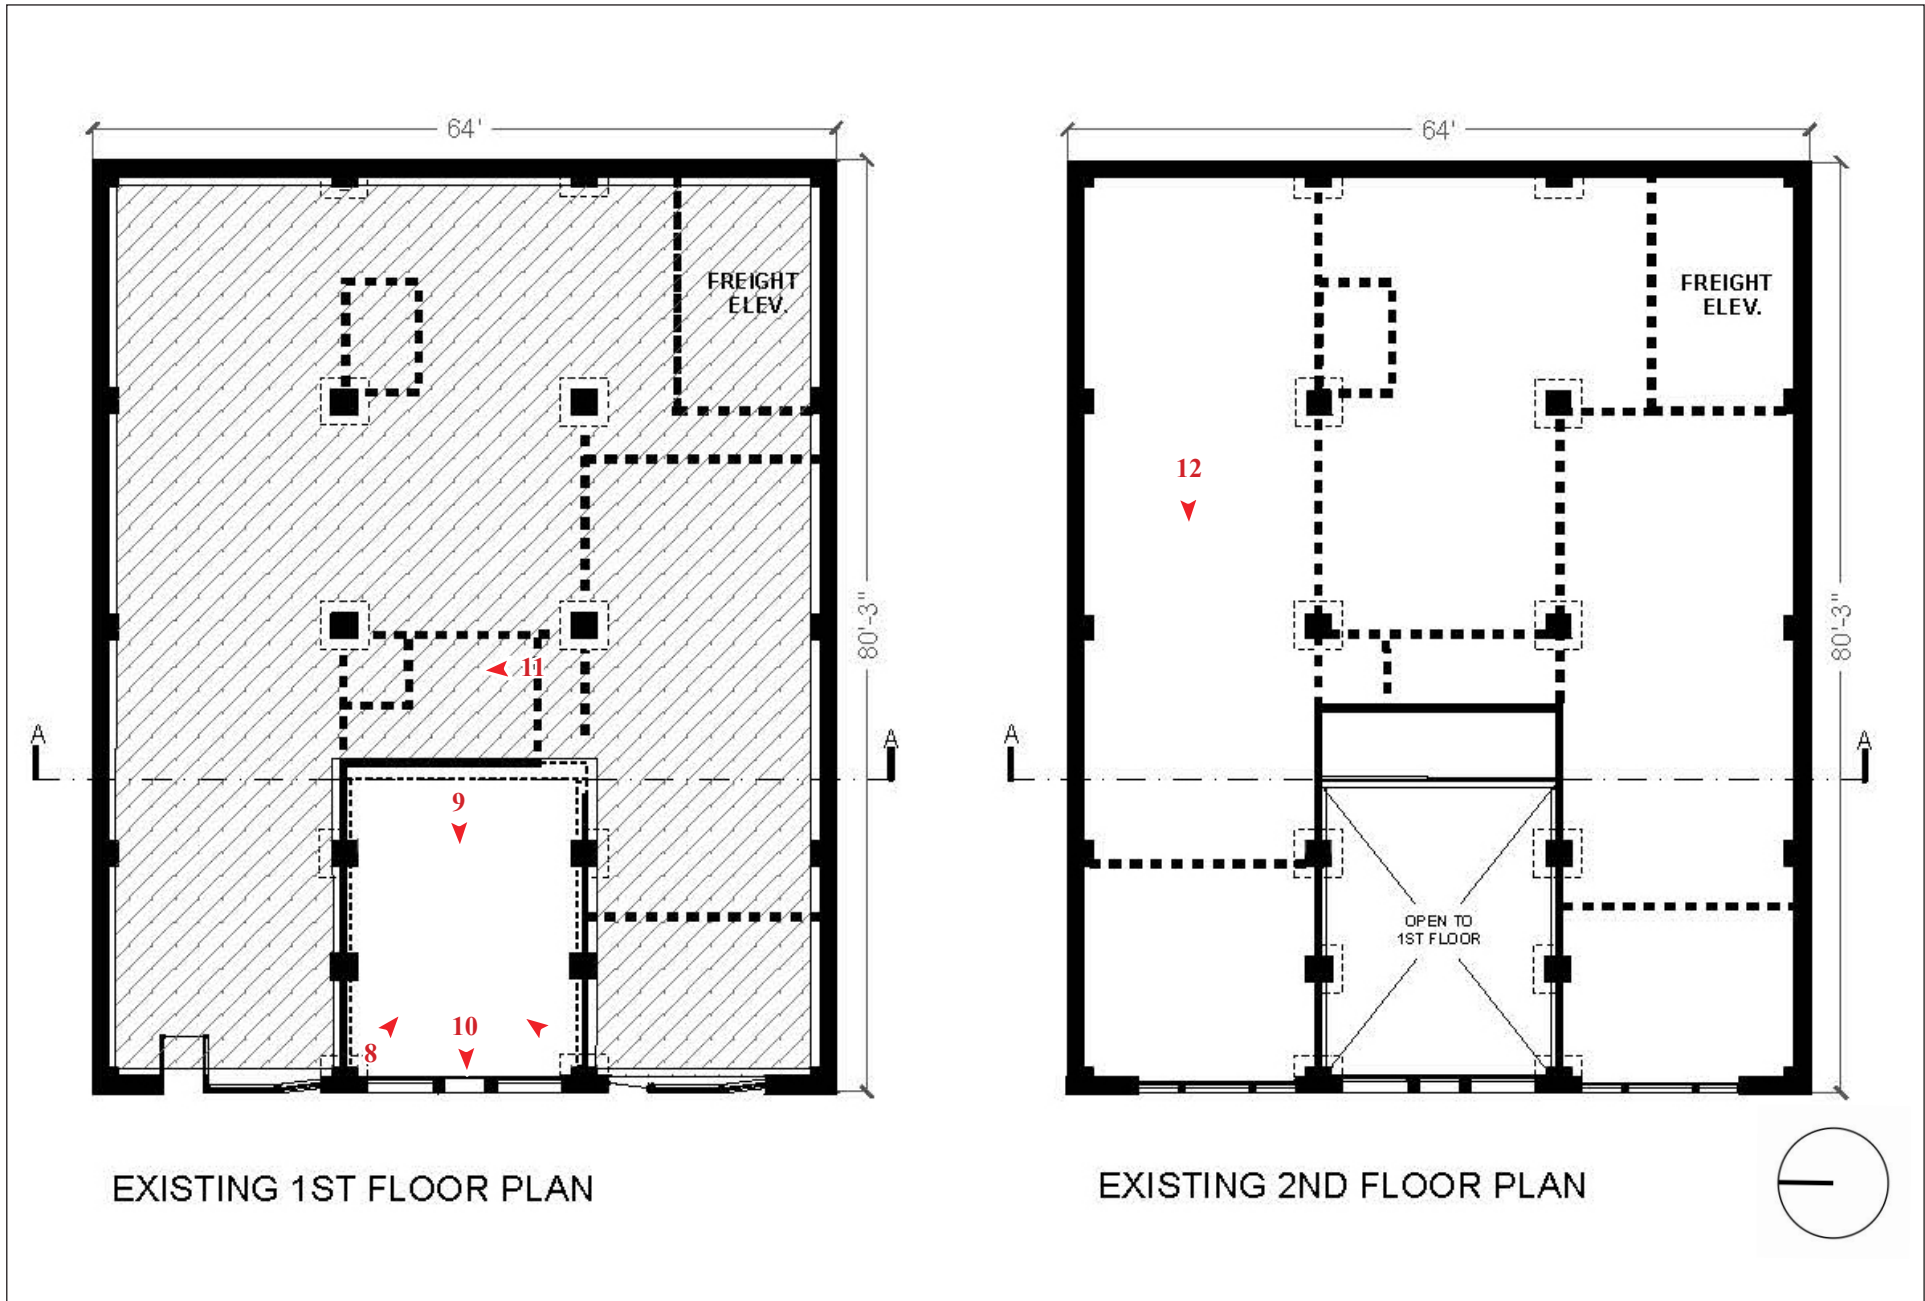 64'
64'
FREIGHT
ELEV.
FREIGHT
ELEV.
12
80'-3"
80'-3"
11
A
A
A
A
9
OPEN TO
1ST FLOOR
10
8
EXISTING 1ST FLOOR PLAN
EXISTING 2ND FLOOR PLAN